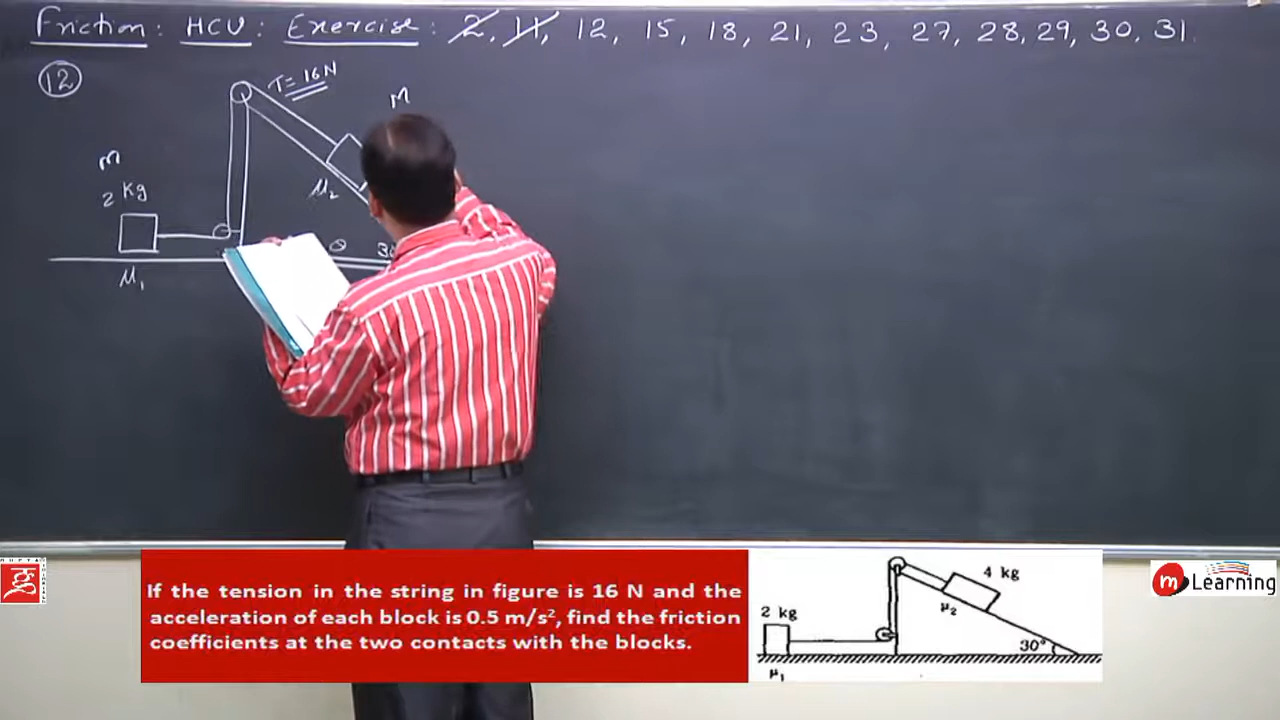 Friction: HCV: Exercise: 2, 11, 12, 15, 18, 21, 23, 27, 28, 29, 30, 31
12
T = 16 N
M
m
2 kg
μ₂
θ
μ₁
If the tension in the string in figure is 16 N and the
acceleration of each block is 0.5 m/s², find the friction
coefficients at the two contacts with the blocks.
4 kg
2 kg
μ₂
30°
μ₁
m Learning